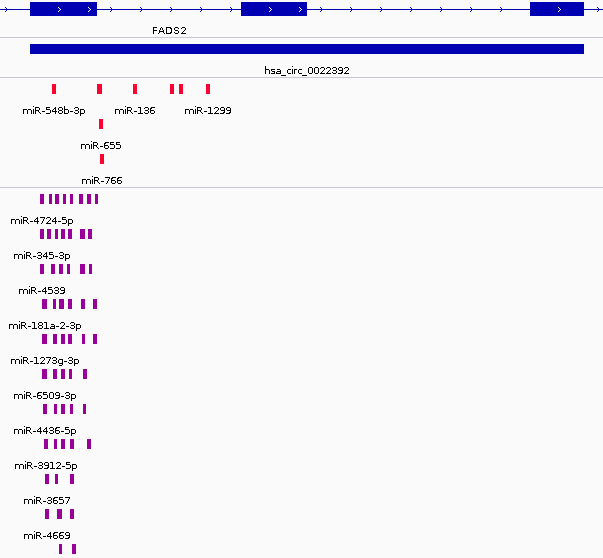 FADS2
hsa_circ_0022392
miR-548b-3p miR-136 miR-1299
miR-655
miR-766
miR-4724-5p
miR-345-3p
miR-4539
miR-181a-2-3p
miR-1273g-3p
miR-6509-3p
miR-4436-5p
miR-3912-5p
miR-3657
miR-4669